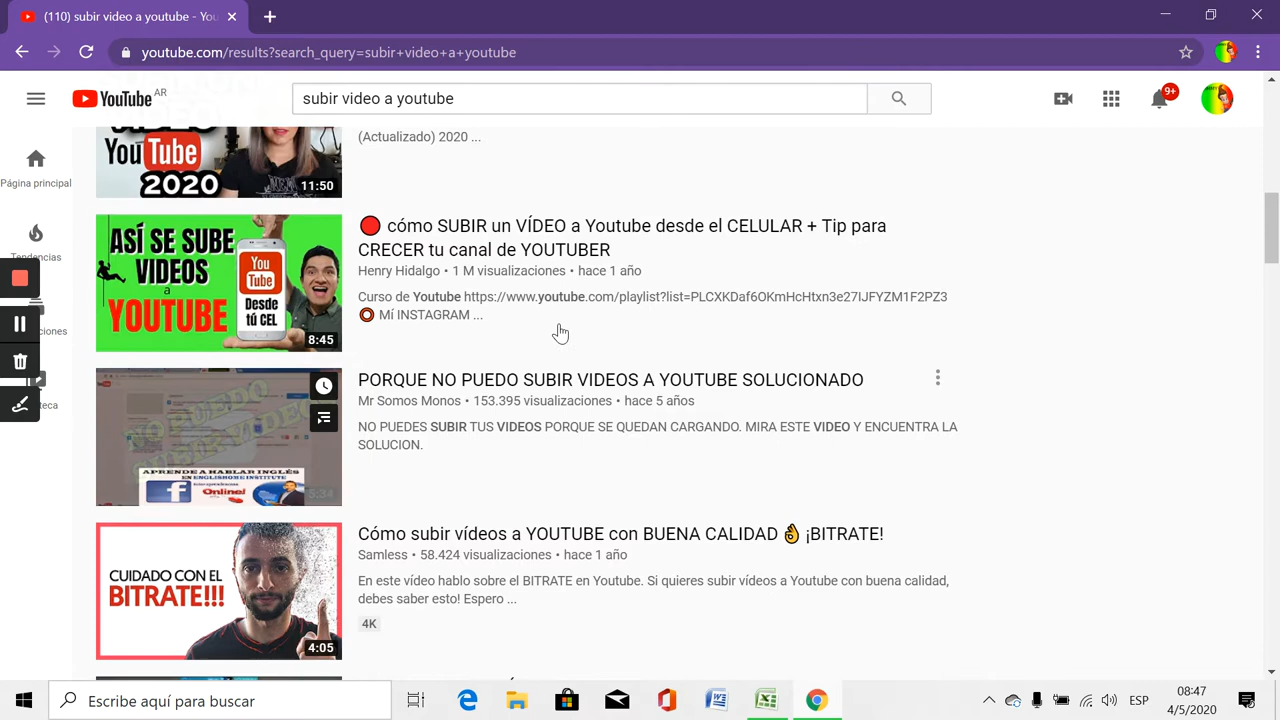 (110) subir video a youtube - You
youtube.com/results?search_query=subir+video+a+youtube
YouTube AR
subir video a youtube
9+
Página principal
Tendencias
ciones
teca
YouTube
2020
11:50
(Actualizado) 2020 ...
ASÍ SE SUBE
VIDEOS
a
YOUTUBE
You
Tube
Desde
tú CEL
8:45
🔴 cómo SUBIR un VÍDEO a Youtube desde el CELULAR + Tip para
CRECER tu canal de YOUTUBER
Henry Hidalgo • 1 M visualizaciones • hace 1 año
Curso de Youtube https://www.youtube.com/playlist?list=PLCXKDaf6OKmHcHtxn3e27IJFYZM1F2PZ3
⭕ Mí INSTAGRAM ...
APRENDE A HABLAR INGLÉS
EN ENGLISHOME INSTITUTE
Online!
5:34
PORQUE NO PUEDO SUBIR VIDEOS A YOUTUBE SOLUCIONADO
Mr Somos Monos • 153.395 visualizaciones • hace 5 años
NO PUEDES SUBIR TUS VIDEOS PORQUE SE QUEDAN CARGANDO. MIRA ESTE VIDEO Y ENCUENTRA LA
SOLUCION.
CUIDADO CON EL
BITRATE!!!
4:05
Cómo subir vídeos a YOUTUBE con BUENA CALIDAD 👌 ¡BITRATE!
Samless • 58.424 visualizaciones • hace 1 año
En este vídeo hablo sobre el BITRATE en Youtube. Si quieres subir vídeos a Youtube con buena calidad,
debes saber esto! Espero ...
4K
Escribe aquí para buscar
ESP
08:47
4/5/2020